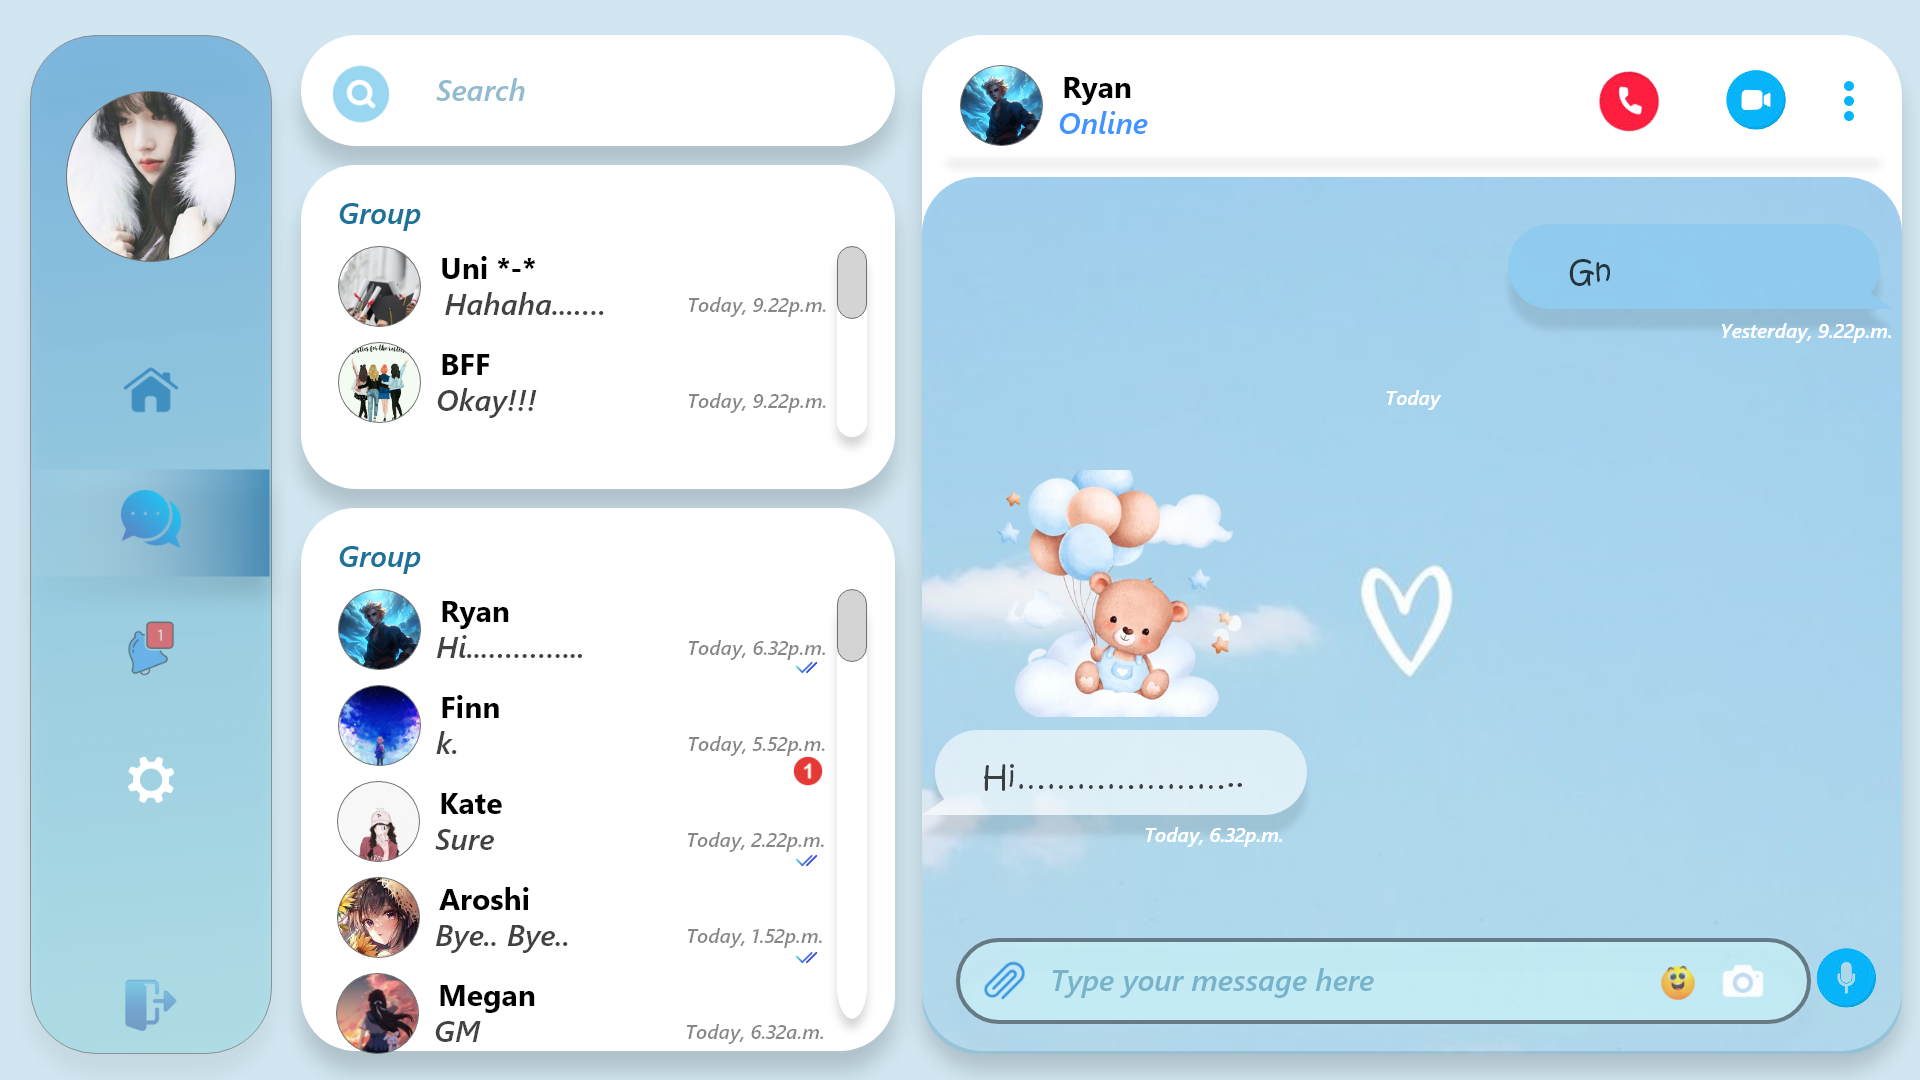 Search
Group
Uni *-*
Hahaha.......
Today, 9.22p.m.
BFF
Okay!!!
Today, 9.22p.m.
Group
Ryan
Hi...............
Today, 6.32p.m.
Finn
k.
Today, 5.52p.m.
1
Kate
Sure
Today, 2.22p.m.
Aroshi
Bye.. Bye..
Today, 1.52p.m.
Megan
GM
Today, 6.32a.m.
1
Ryan
Online
Gn
Yesterday, 9.22p.m.
Today
Hi.......................
Today, 6.32p.m.
Type your message here